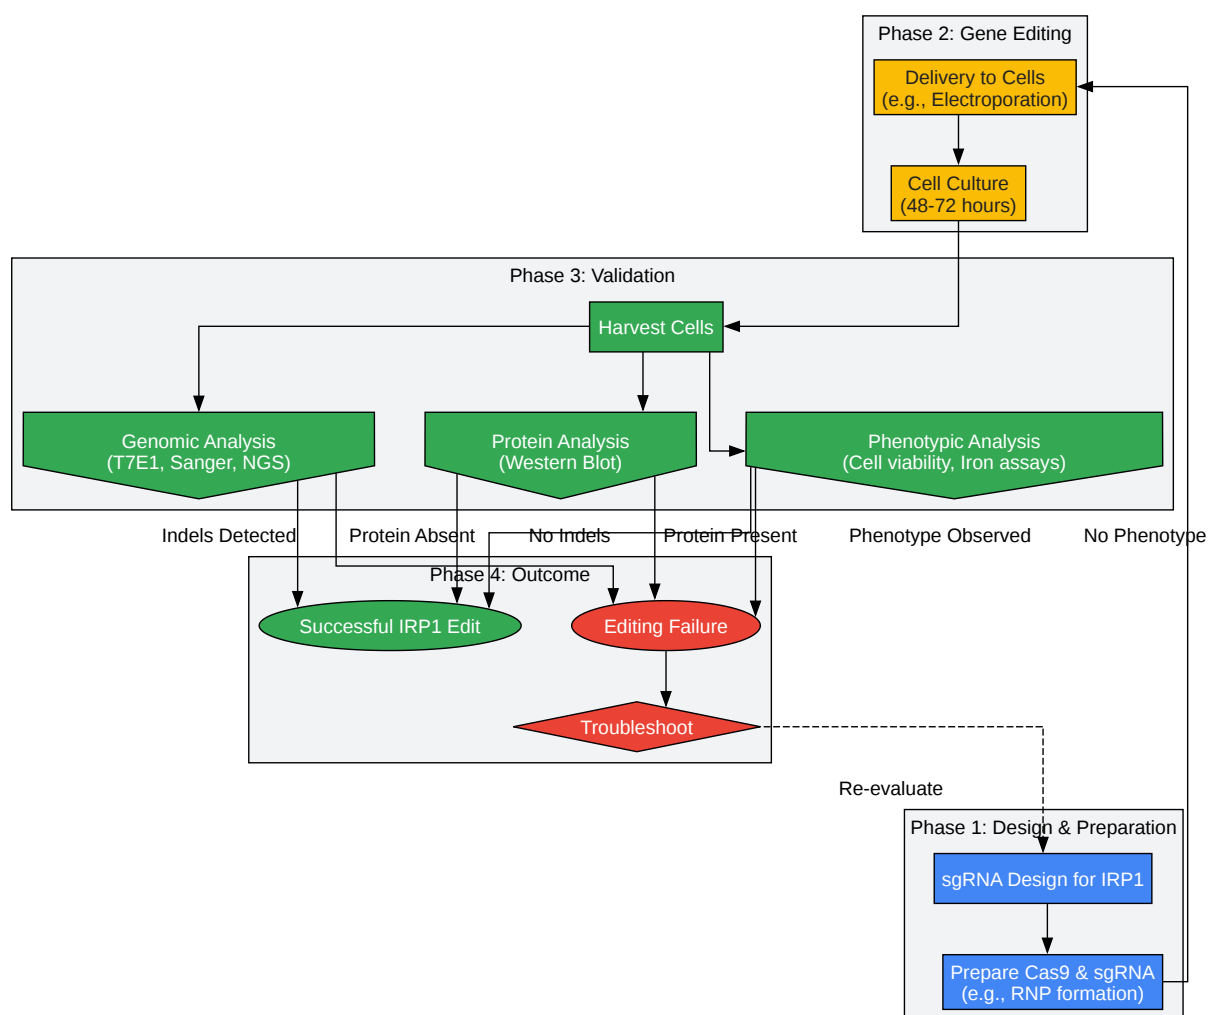 Phase 2: Gene Editing
Delivery to Cells
(e.g., Electroporation)
Cell Culture
(48-72 hours)
Phase 3: Validation
Harvest Cells
Genomic Analysis
(T7E1, Sanger, NGS)
Protein Analysis
(Western Blot)
Phenotypic Analysis
(Cell viability, Iron assays)
Indels Detected
Protein Absent
No Indels
Protein Present
Phenotype Observed
No Phenotype
Phase 4: Outcome
Successful IRP1 Edit
Editing Failure
Troubleshoot
Re-evaluate
Phase 1: Design & Preparation
sgRNA Design for IRP1
Prepare Cas9 & sgRNA
(e.g., RNP formation)